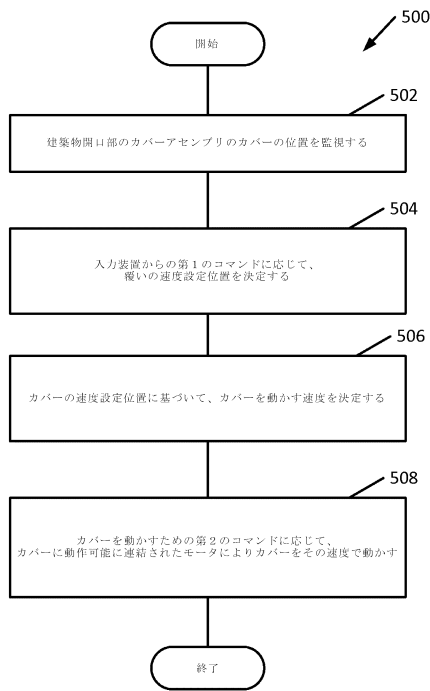 500
開始
502
建築物開口部のカバーアセンブリのカバーの位置を監視する
504
入力装置からの第１のコマンドに応じて、
覆いの速度設定位置を決定する
506
カバーの速度設定位置に基づいて、カバーを動かす速度を決定する
508
カバーを動かすための第２のコマンドに応じて、
カバーに動作可能に連結されたモータによりカバーをその速度で動かす
終了